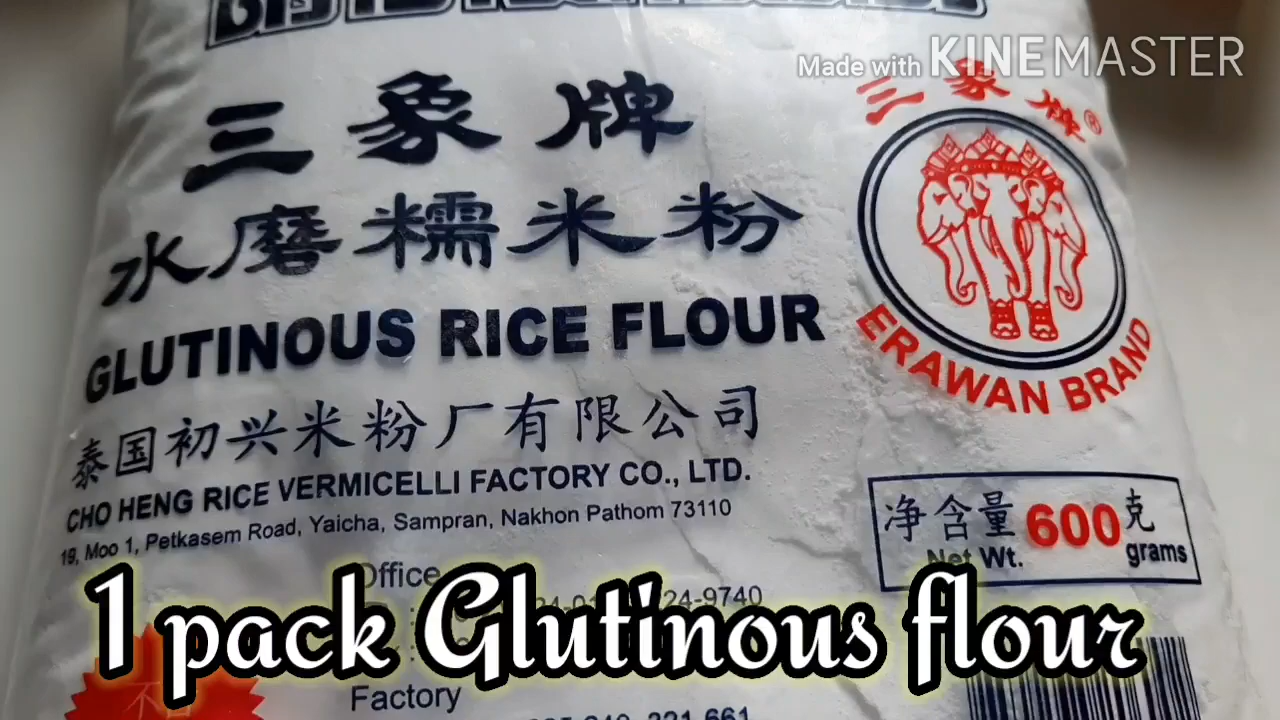 Made with KINEMASTER
三象牌
三象牌®
水磨糯米粉
GLUTINOUS RICE FLOUR
ERAWAN BRAND
泰国初兴米粉厂有限公司
CHO HENG RICE VERMICELLI FACTORY CO., LTD.
19, Moo 1, Petkasem Road, Yaicha, Sampran, Nakhon Pathom 73110
净含量 600 克
Net Wt. grams
Office
24-9740
1 pack Glutinous flour
Factory